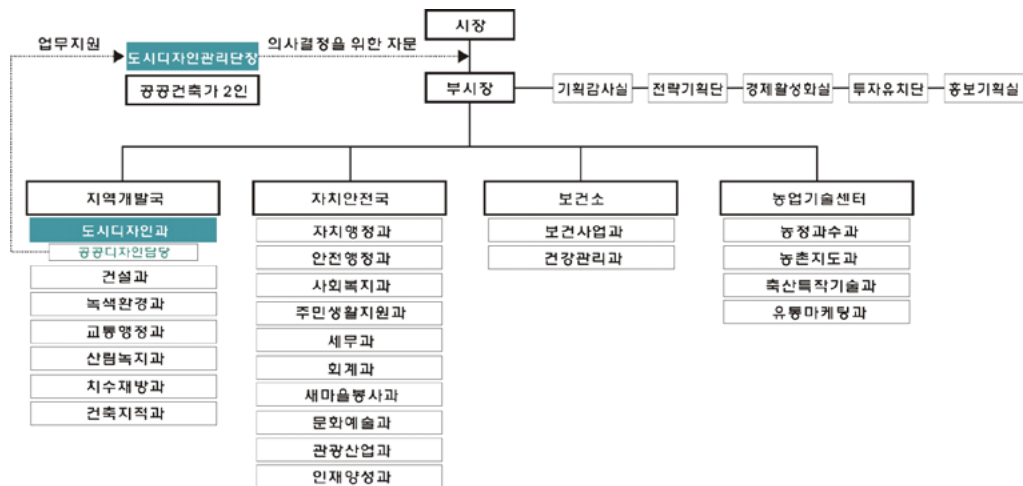 시장
업무지원
도시디자인관리단장
의사결정을 위한 자문
공공건축가 2인
부시장
기획감사실
전략기획단
경제활성화실
투자유치단
홍보기획실
지역개발국
도시디자인과
공공디자인담당
건설과
녹색환경과
교통행정과
산림녹지과
치수재방과
건축지적과
자치안전국
자치행정과
안전행정과
사회복지과
주민생활지원과
세무과
회계과
새마을봉사과
문화예술과
관광산업과
인재양성과
보건소
보건사업과
건강관리과
농업기술센터
농정과수과
농촌지도과
축산특작기술과
유통마케팅과